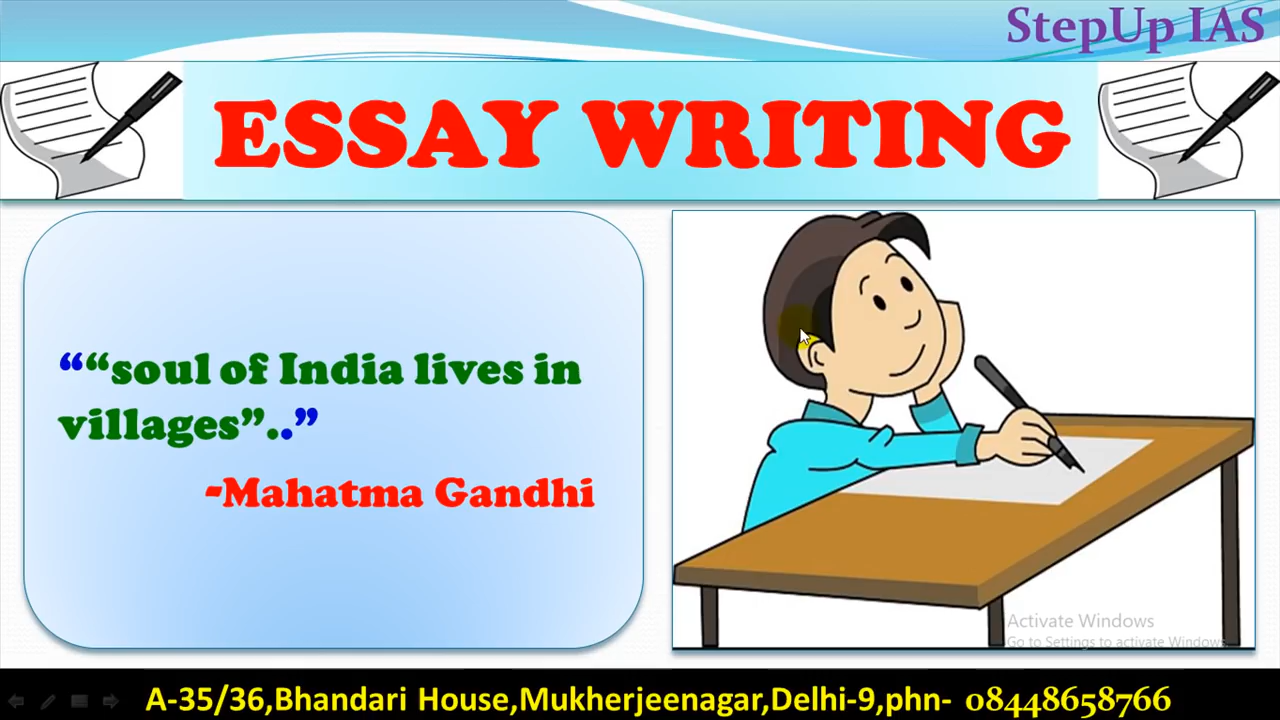 StepUp IAS
ESSAY WRITING
““soul of India lives in
villages”..”
-Mahatma Gandhi
Activate Windows
Go to Settings to activate Windows.
A-35/36,Bhandari House,Mukherjeenagar,Delhi-9,phn- 08448658766